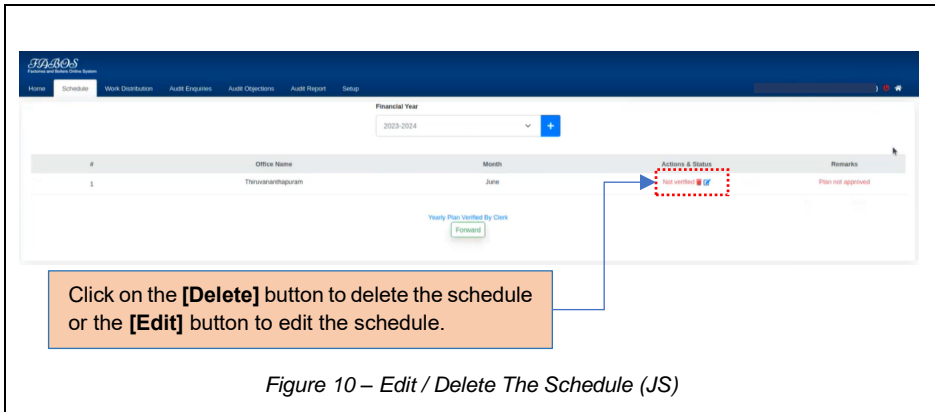 FABOS
Factories and Boilers Online System
Home Schedule Work Distribution Audit Enquiries Audit Objections Audit Report Setup )
Financial Year
2023-2024 +
# Office Name Month Actions & Status Remarks
1 Thiruvananthapuram June Not verified Plan not approved
Yearly Plan Verified By Clerk
Forward
Click on the [Delete] button to delete the schedule
or the [Edit] button to edit the schedule.
Figure 10 – Edit / Delete The Schedule (JS)